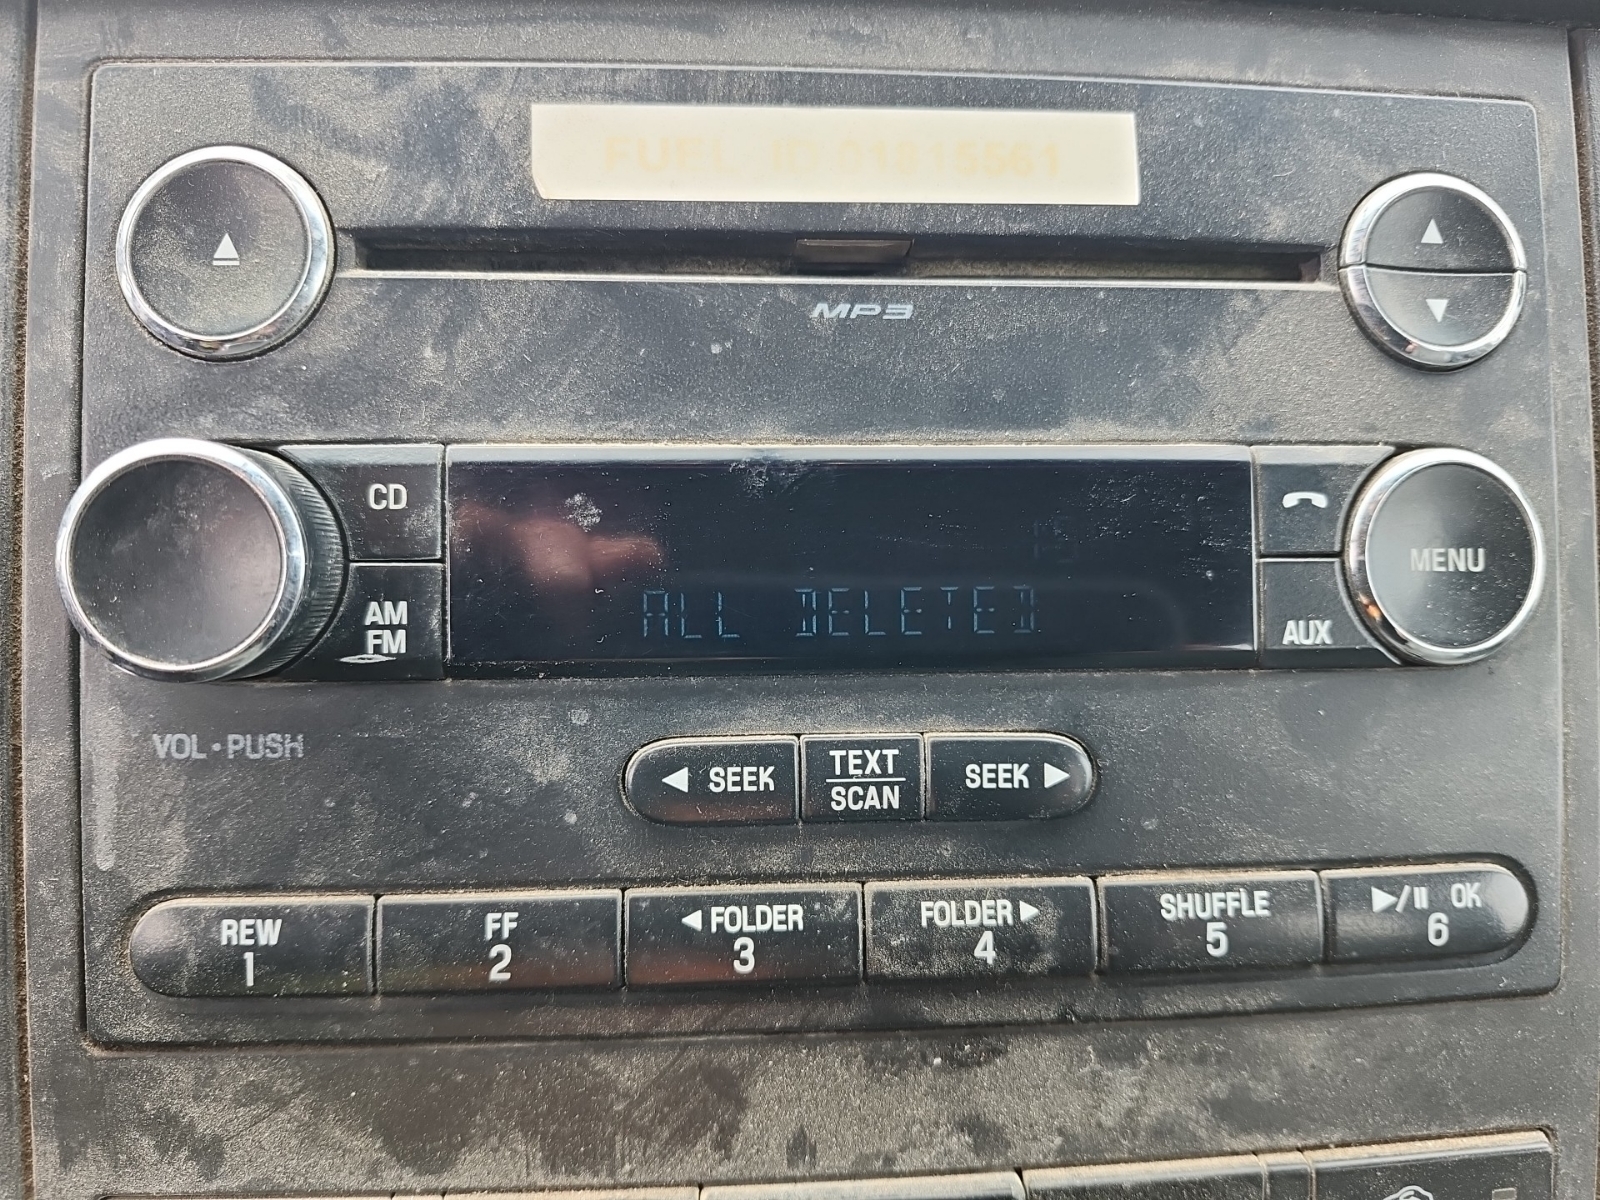 FUEL ID 01815561
MP3
CD
MENU
ALL DELETED
AM
FM
AUX
VOL • PUSH
◀ SEEK
TEXT
SCAN
SEEK ▶
REW
1
FF
2
◀ FOLDER
3
FOLDER ▶
4
SHUFFLE
5
▶/II OK
6